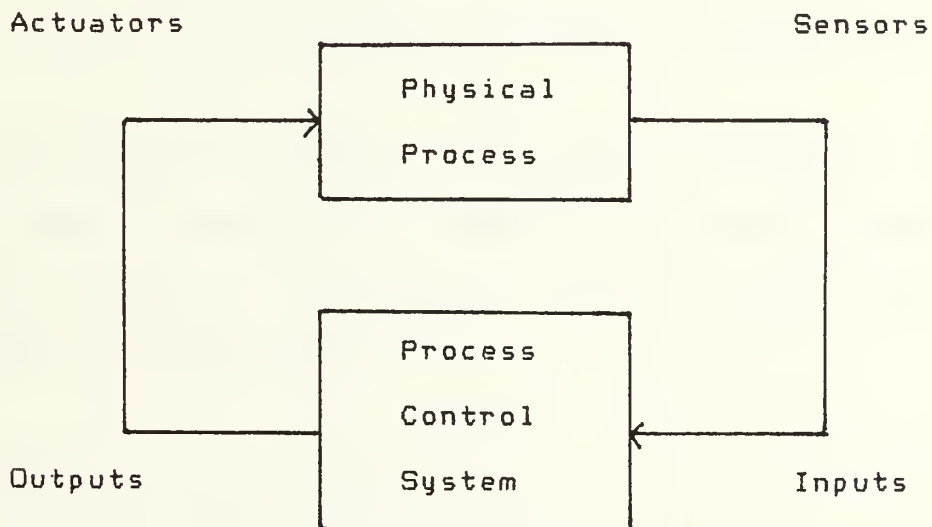 Actuators
Sensors
Physical
Process
Process
Control
System
Outputs
Inputs